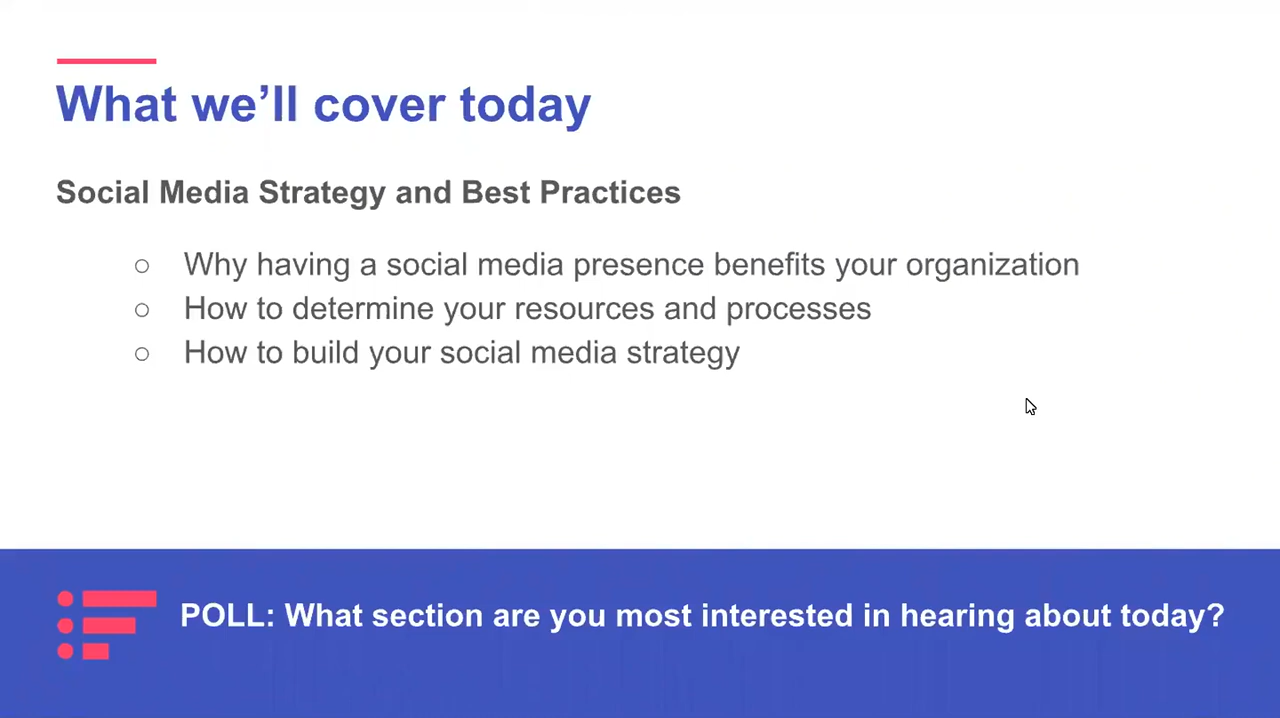 What we’ll cover today
Social Media Strategy and Best Practices
○ Why having a social media presence benefits your organization
○ How to determine your resources and processes
○ How to build your social media strategy
POLL: What section are you most interested in hearing about today?